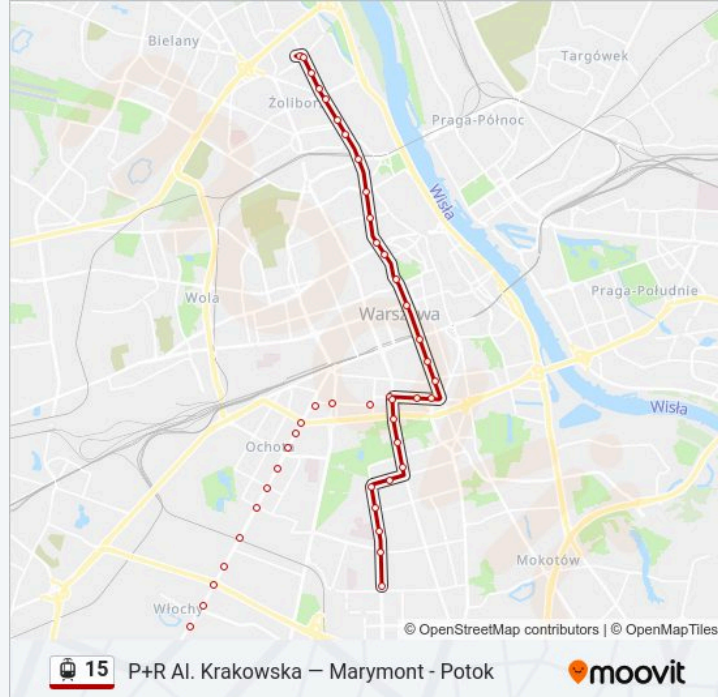 Bielany
Targówek
Żolibor
Praga-Północ
Wisła
Wola
Praga-Południe
Warszawa
Wisła
Ochota
Mokotów
Włochy
© OpenStreetMap contributors | © OpenMapTiles
15 P+R Al. Krakowska — Marymont - Potok moovit